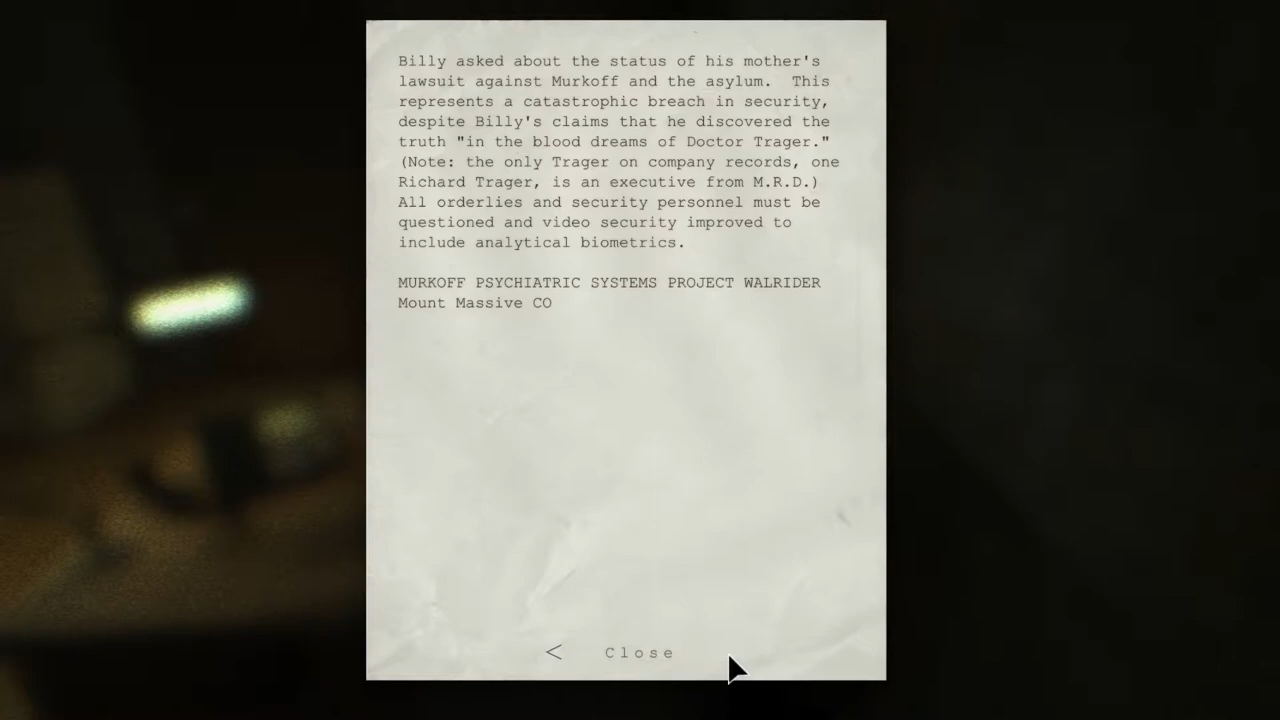 Billy asked about the status of his mother's
lawsuit against Murkoff and the asylum.  This
represents a catastrophic breach in security,
despite Billy's claims that he discovered the
truth "in the blood dreams of Doctor Trager."
(Note: the only Trager on company records, one
Richard Trager, is an executive from M.R.D.)
All orderlies and security personnel must be
questioned and video security improved to
include analytical biometrics.
MURKOFF PSYCHIATRIC SYSTEMS PROJECT WALRIDER
Mount Massive CO
< Close